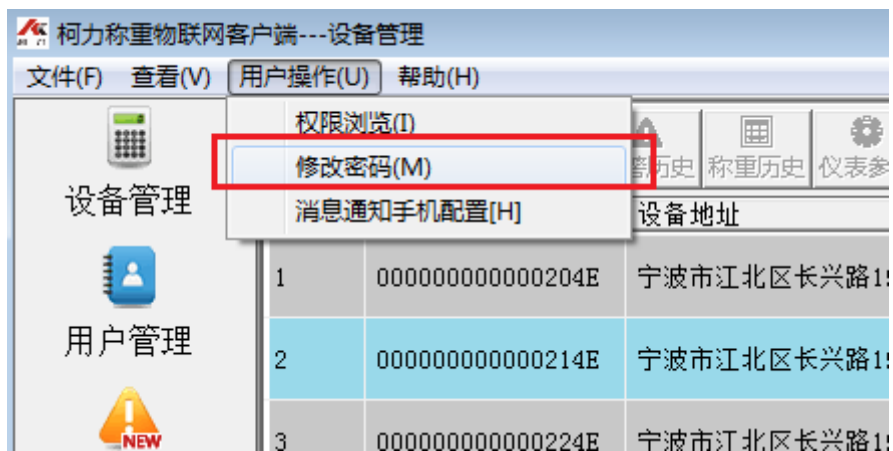 柯力称重物联网客户端---设备管理
文件(F) 查看(V) 用户操作(U) 帮助(H)
权限浏览(I)
修改密码(M)
消息通知手机配置[H]
历史 称重历史 仪表参
设备管理
设备地址
1 000000000000204E 宁波市江北区长兴路1
用户管理
2 000000000000214E 宁波市江北区长兴路1
NEW
3 000000000000224E 宁波市江北区长兴路1